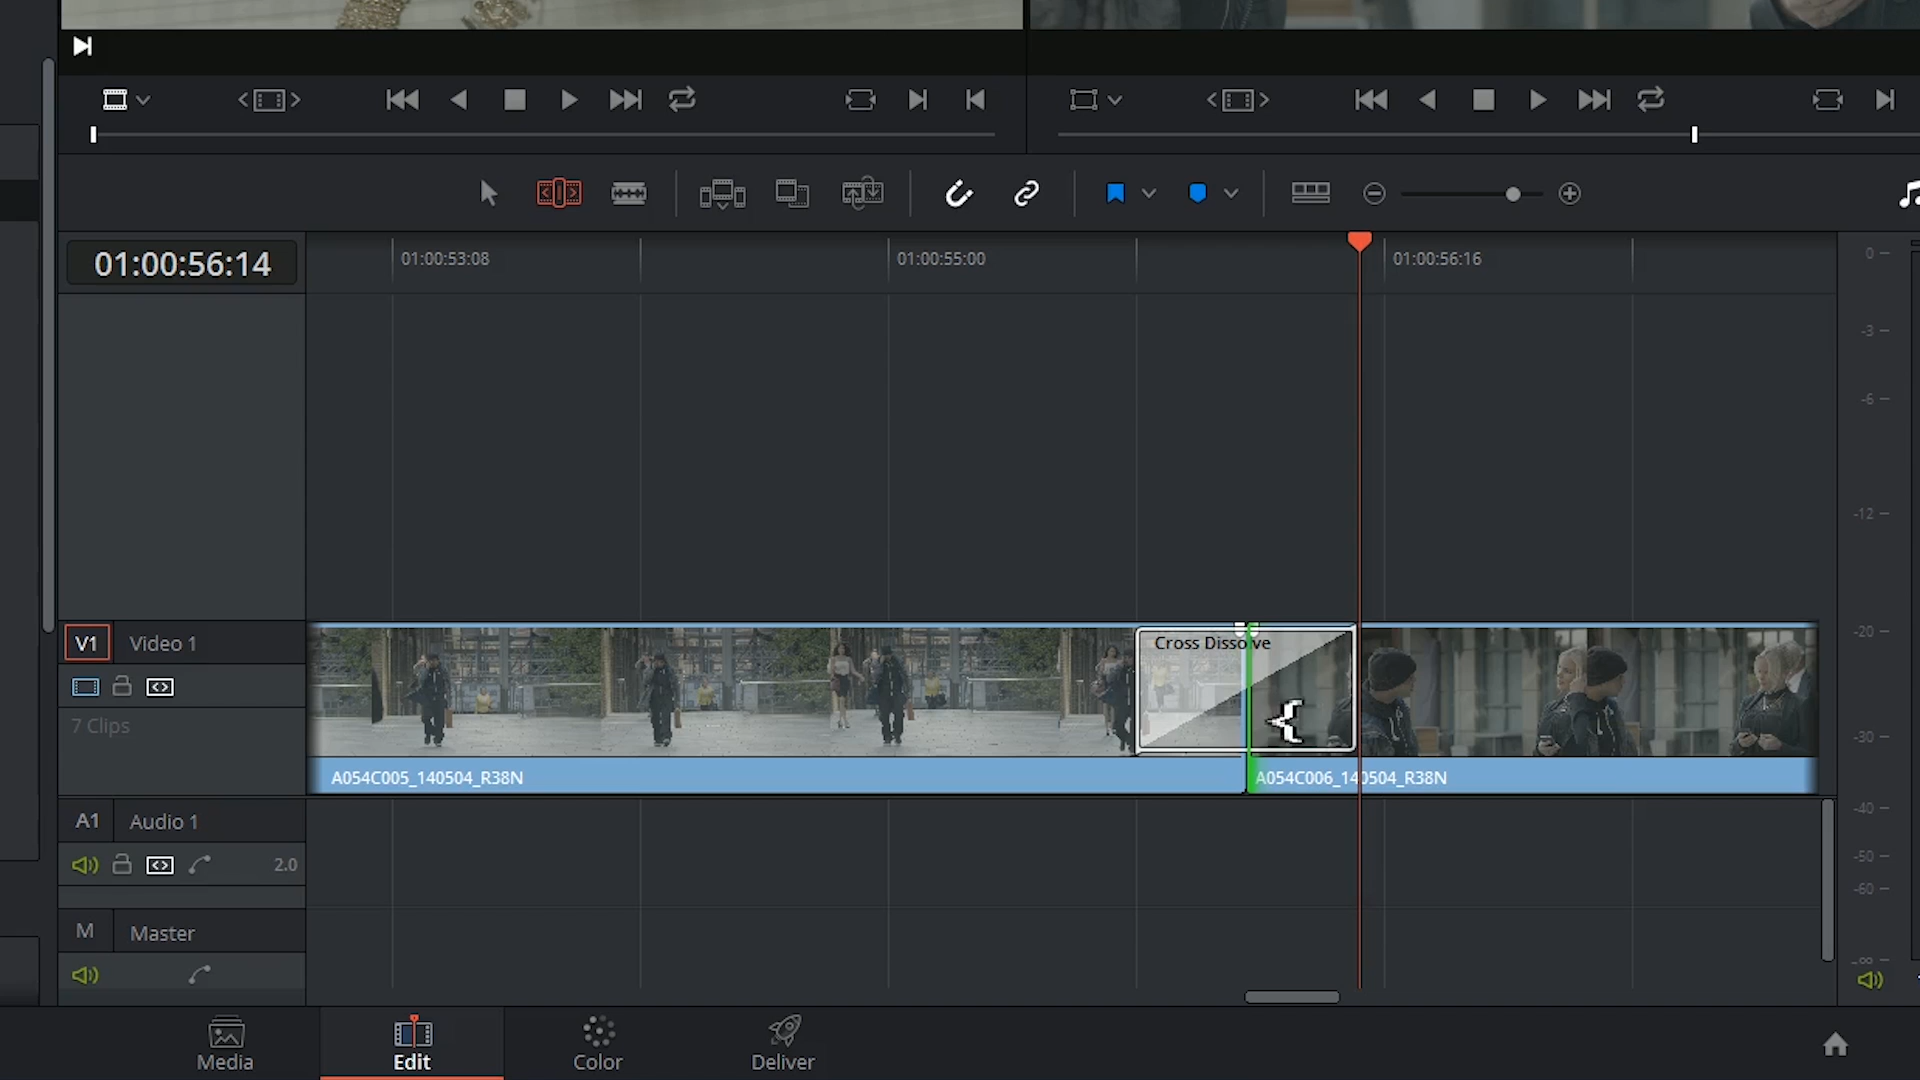 01:00:56:14
01:00:53:08
01:00:55:00
01:00:56:16
0
-3
-6
-12
-20
-30
-40
-50
-60
-∞
V1
Video 1
7 Clips
Cross Dissolve
A054C005_140504_R38N
A054C006_140504_R38N
A1
Audio 1
2.0
M
Master
Media
Edit
Color
Deliver